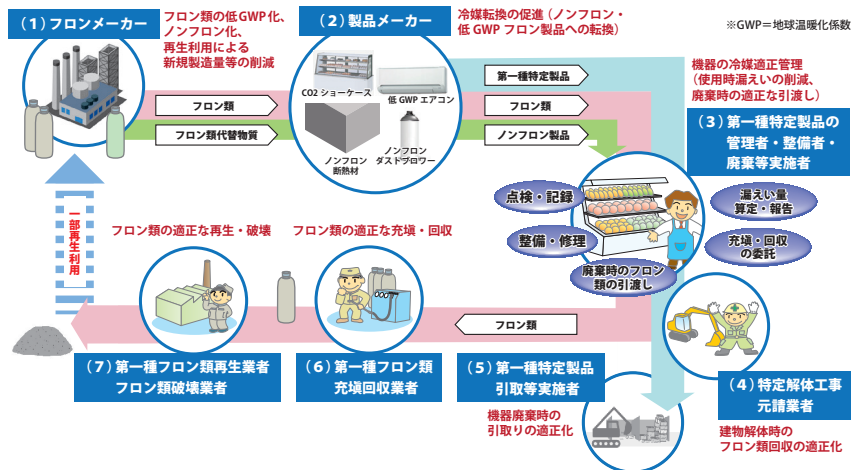 （1）フロンメーカー
フロン類の低GWP化、
ノンフロン化、
再生利用による
新規製造量等の削減
（2）製品メーカー
冷媒転換の促進（ノンフロン・
低GWPフロン製品への転換）
※GWP＝地球温暖化係数
フロン類
フロン類代替物質
CO2ショーケース
低GWPエアコン
ノンフロン
断熱材
ノンフロン
ダストブロワー
第一種特定製品
フロン類
ノンフロン製品
機器の冷媒適正管理
（使用時漏えいの削減、
廃棄時の適正な引渡し）
（3）第一種特定製品の
管理者・整備者・
廃棄等実施者
点検・記録
整備・修理
廃棄時のフロン
類の引渡し
漏えい量
算定・報告
充塡・回収
の委託
一部再生利用
フロン類の適正な再生・破壊
フロン類の適正な充塡・回収
フロン類
（7）第一種フロン類再生業者
フロン類破壊業者
（6）第一種フロン類
充塡回収業者
（5）第一種特定製品
引取等実施者
機器廃棄時の
引取りの適正化
（4）特定解体工事
元請業者
建物解体時の
フロン類回収の適正化